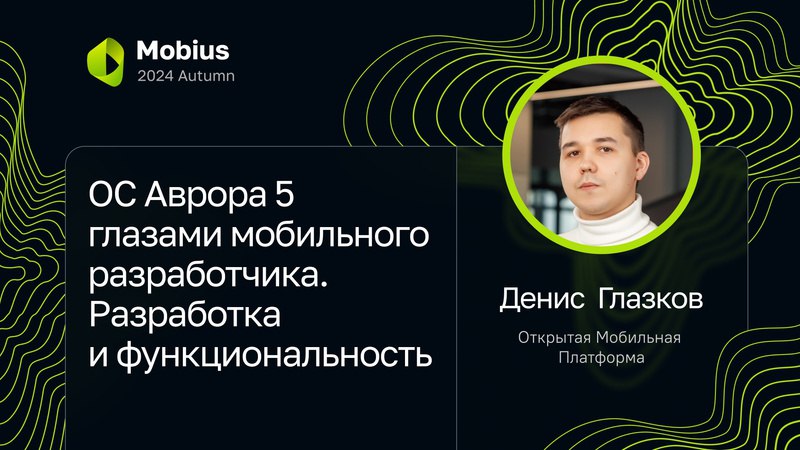 Mobius
2024 Autumn
ОС Аврора 5
глазами мобильного
разработчика.
Разработка
и функциональность
Денис Глазков
Открытая Мобильная
Платформа